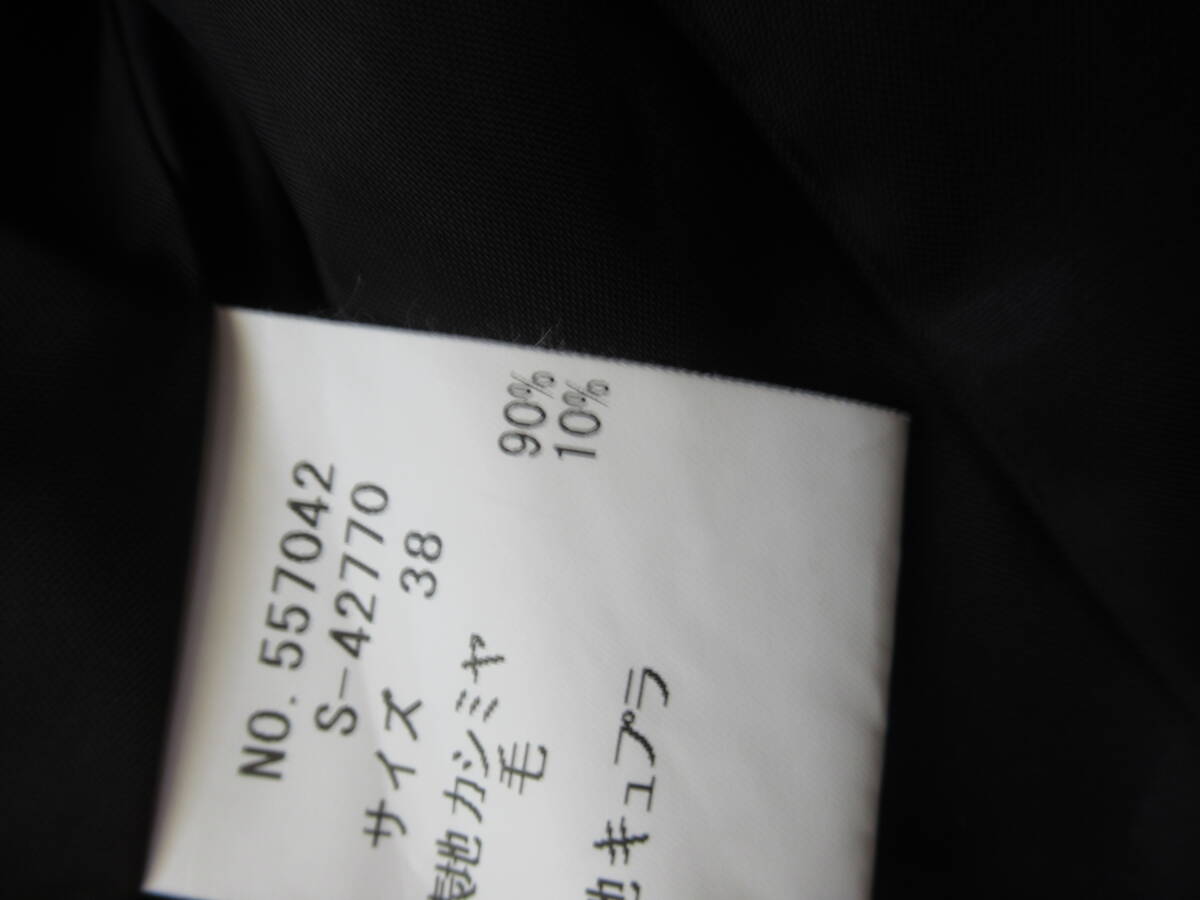 NO. 557042
S-42770
サイズ 38
表地 カシミヤ 90%
毛 10%
地 キュプラ